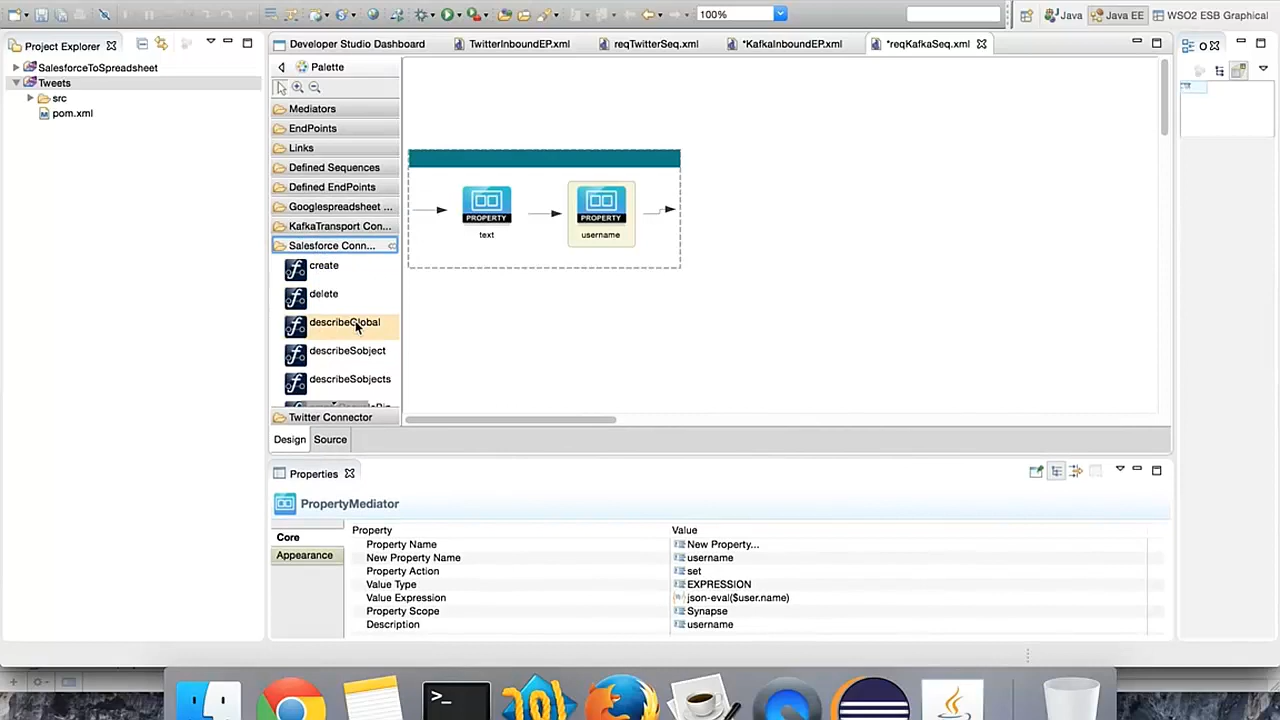 100%
Java
Java EE
WSO2 ESB Graphical
Project Explorer
Developer Studio Dashboard
TwitterInboundEP.xml
reqTwitterSeq.xml
*KafkaInboundEP.xml
*reqKafkaSeq.xml
O
SalesforceToSpreadsheet
Tweets
src
pom.xml
Palette
Mediators
EndPoints
Links
Defined Sequences
Defined EndPoints
Googlespreadsheet ...
KafkaTransport Con...
Salesforce Conn...
create
delete
describeGlobal
describeSobject
describeSobjects
Twitter Connector
PROPERTY
text
PROPERTY
username
Design
Source
Properties
PropertyMediator
Core
Appearance
Property Value
Property Name New Property...
New Property Name username
Property Action set
Value Type EXPRESSION
Value Expression json-eval($user.name)
Property Scope Synapse
Description username